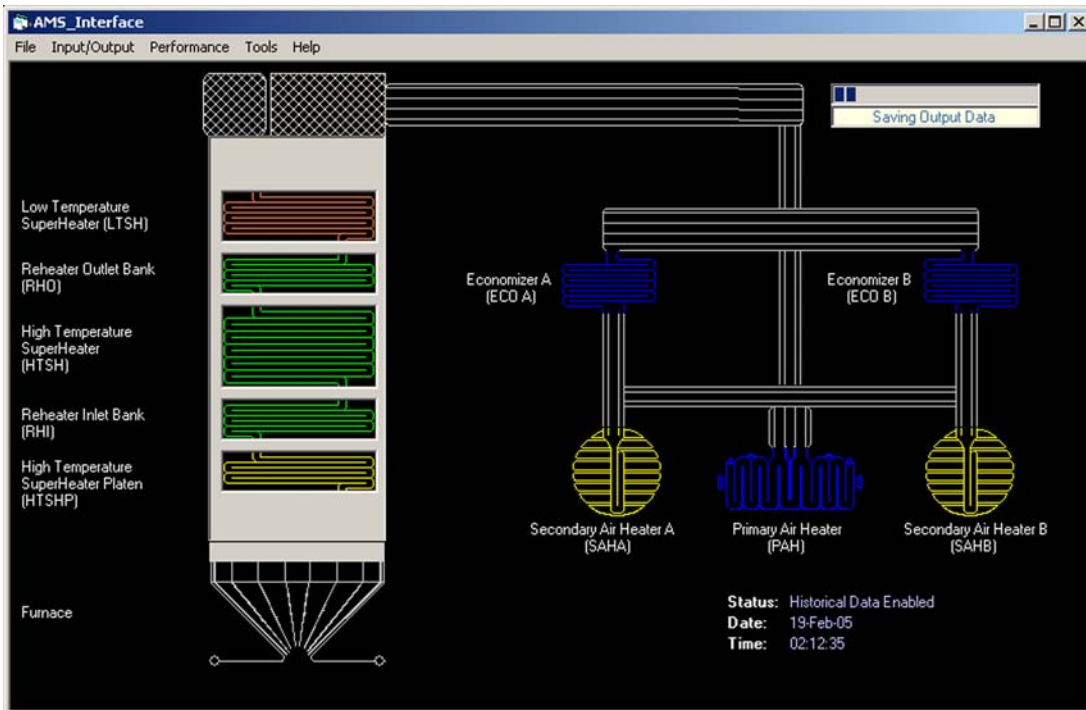 AMS_Interface
File Input/Output Performance Tools Help
Saving Output Data
Low Temperature
SuperHeater (LTSH)
Reheater Outlet Bank
(RHO)
High Temperature
SuperHeater
(HTSH)
Reheater Inlet Bank
(RHI)
High Temperature
SuperHeater Platen
(HTSHP)
Furnace
Economizer A
(ECO A)
Economizer B
(ECO B)
Secondary Air Heater A
(SAHA)
Primary Air Heater
(PAH)
Secondary Air Heater B
(SAHB)
Status: Historical Data Enabled
Date: 19-Feb-05
Time: 02:12:35